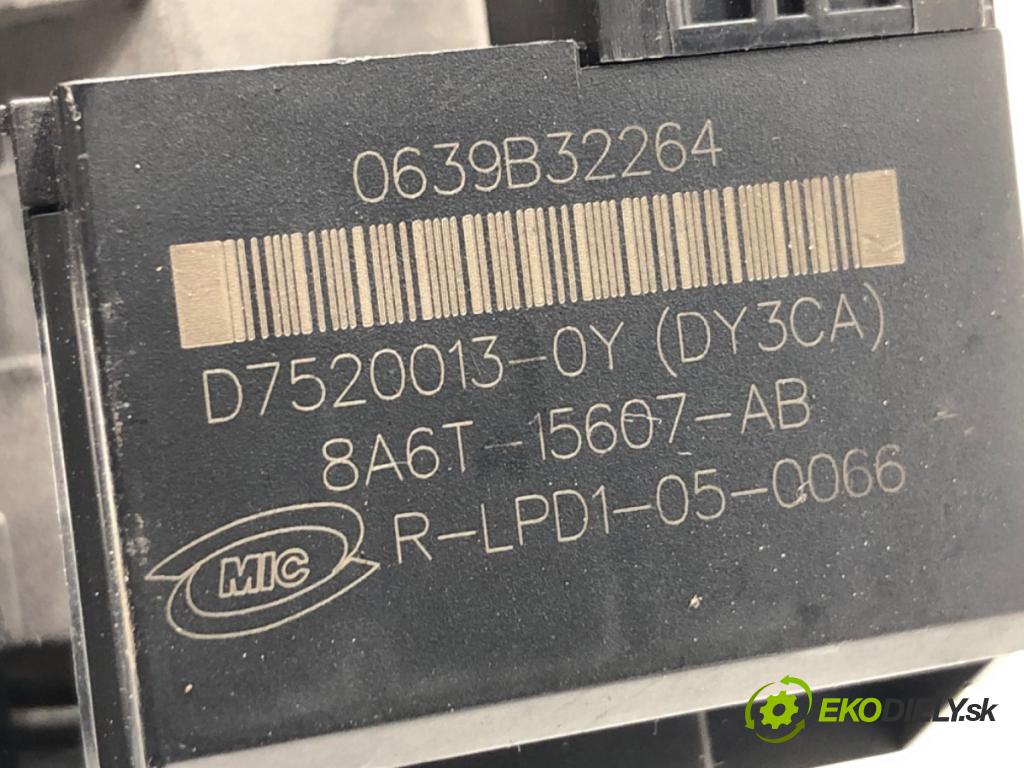 0639B32264
D7520013-0Y (DY3CA)
8A6T-15607-AB
MIC R-LPD1-05-0066
EKODIELY.sk